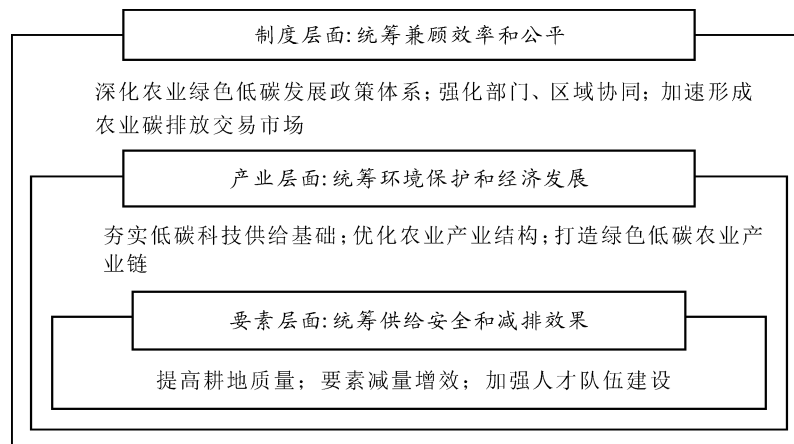 制度层面:统筹兼顾效率和公平
深化农业绿色低碳发展政策体系;强化部门、区域协同;加速形成
农业碳排放交易市场
产业层面:统筹环境保护和经济发展
夯实低碳科技供给基础;优化农业产业结构;打造绿色低碳农业产
业链
要素层面:统筹供给安全和减排效果
提高耕地质量;要素减量增效;加强人才队伍建设